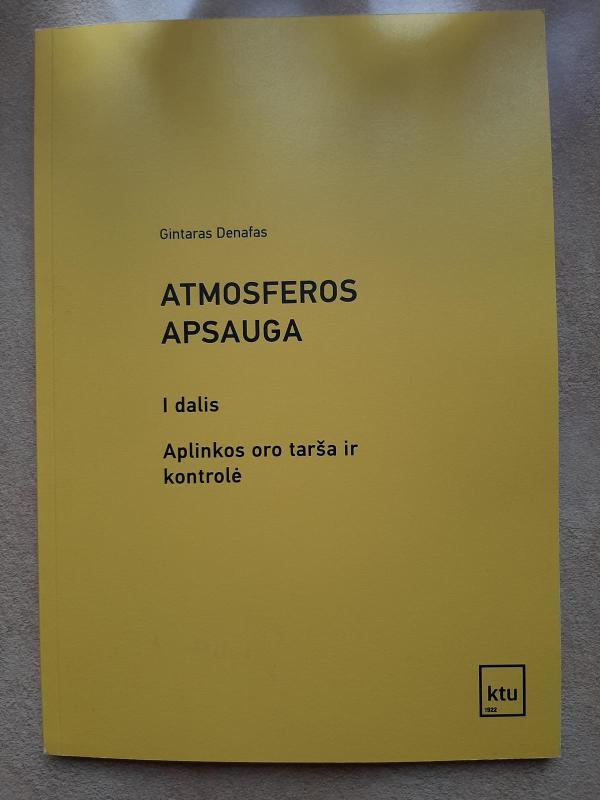 Gintaras Denafas
ATMOSFEROS
APSAUGA
I dalis
Aplinkos oro tarša ir
kontrolė
ktu
1922